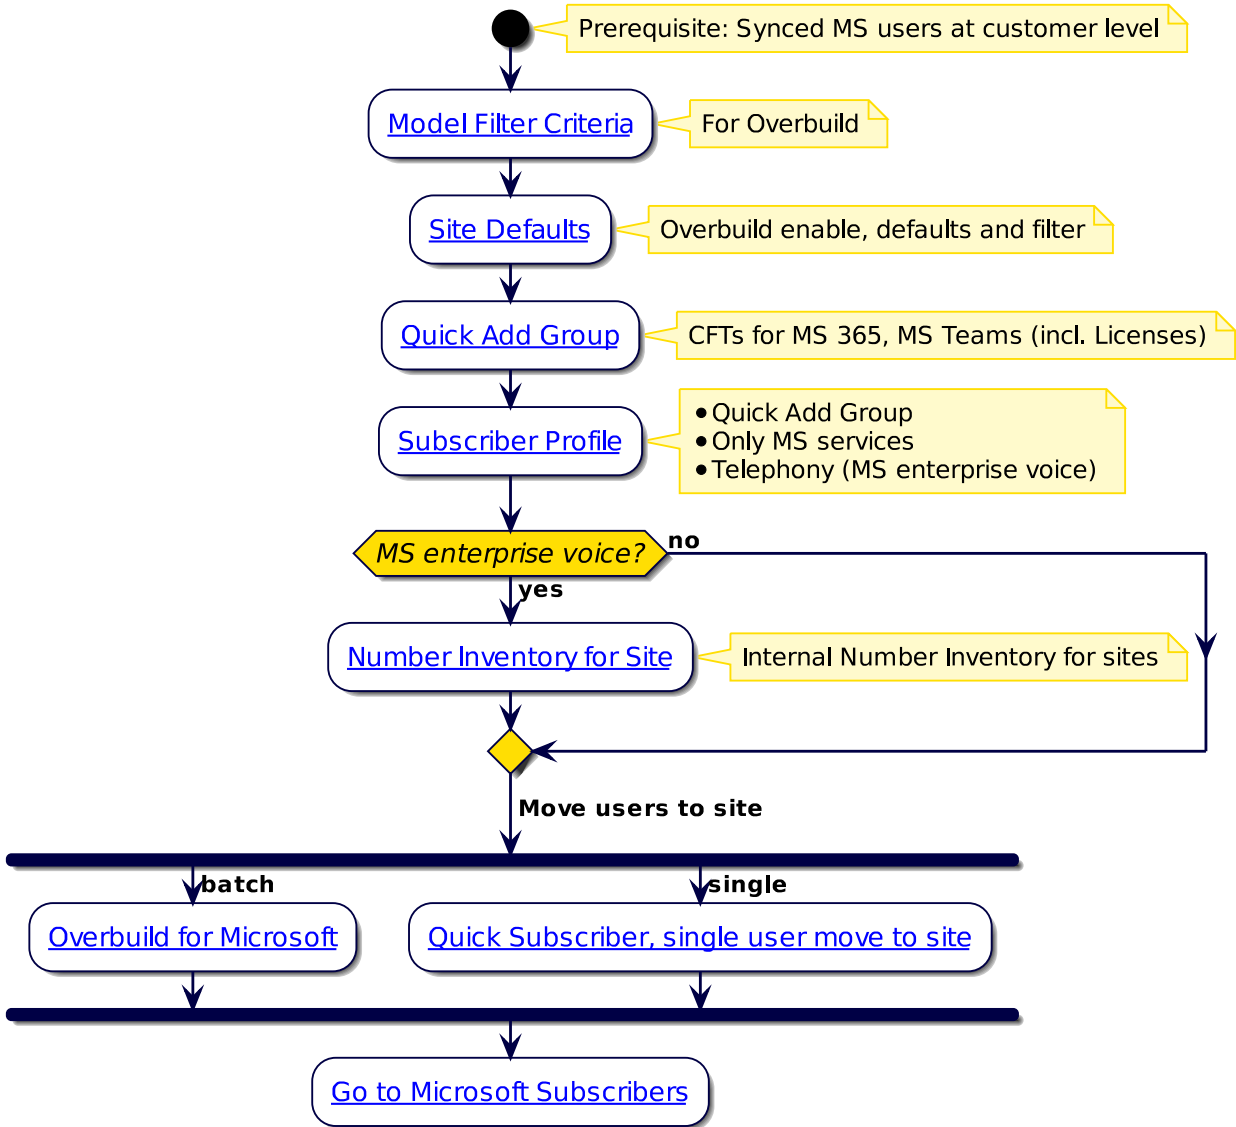 Prerequisite: Synced MS users at customer level
Model Filter Criteria
For Overbuild
Site Defaults
Overbuild enable, defaults and filter
Quick Add Group
CFTs for MS 365, MS Teams (incl. Licenses)
Subscriber Profile
• Quick Add Group
• Only MS services
• Telephony (MS enterprise voice)
MS enterprise voice?
no
yes
Number Inventory for Site
Internal Number Inventory for sites
Move users to site
batch
single
Overbuild for Microsoft
Quick Subscriber, single user move to site
Go to Microsoft Subscribers